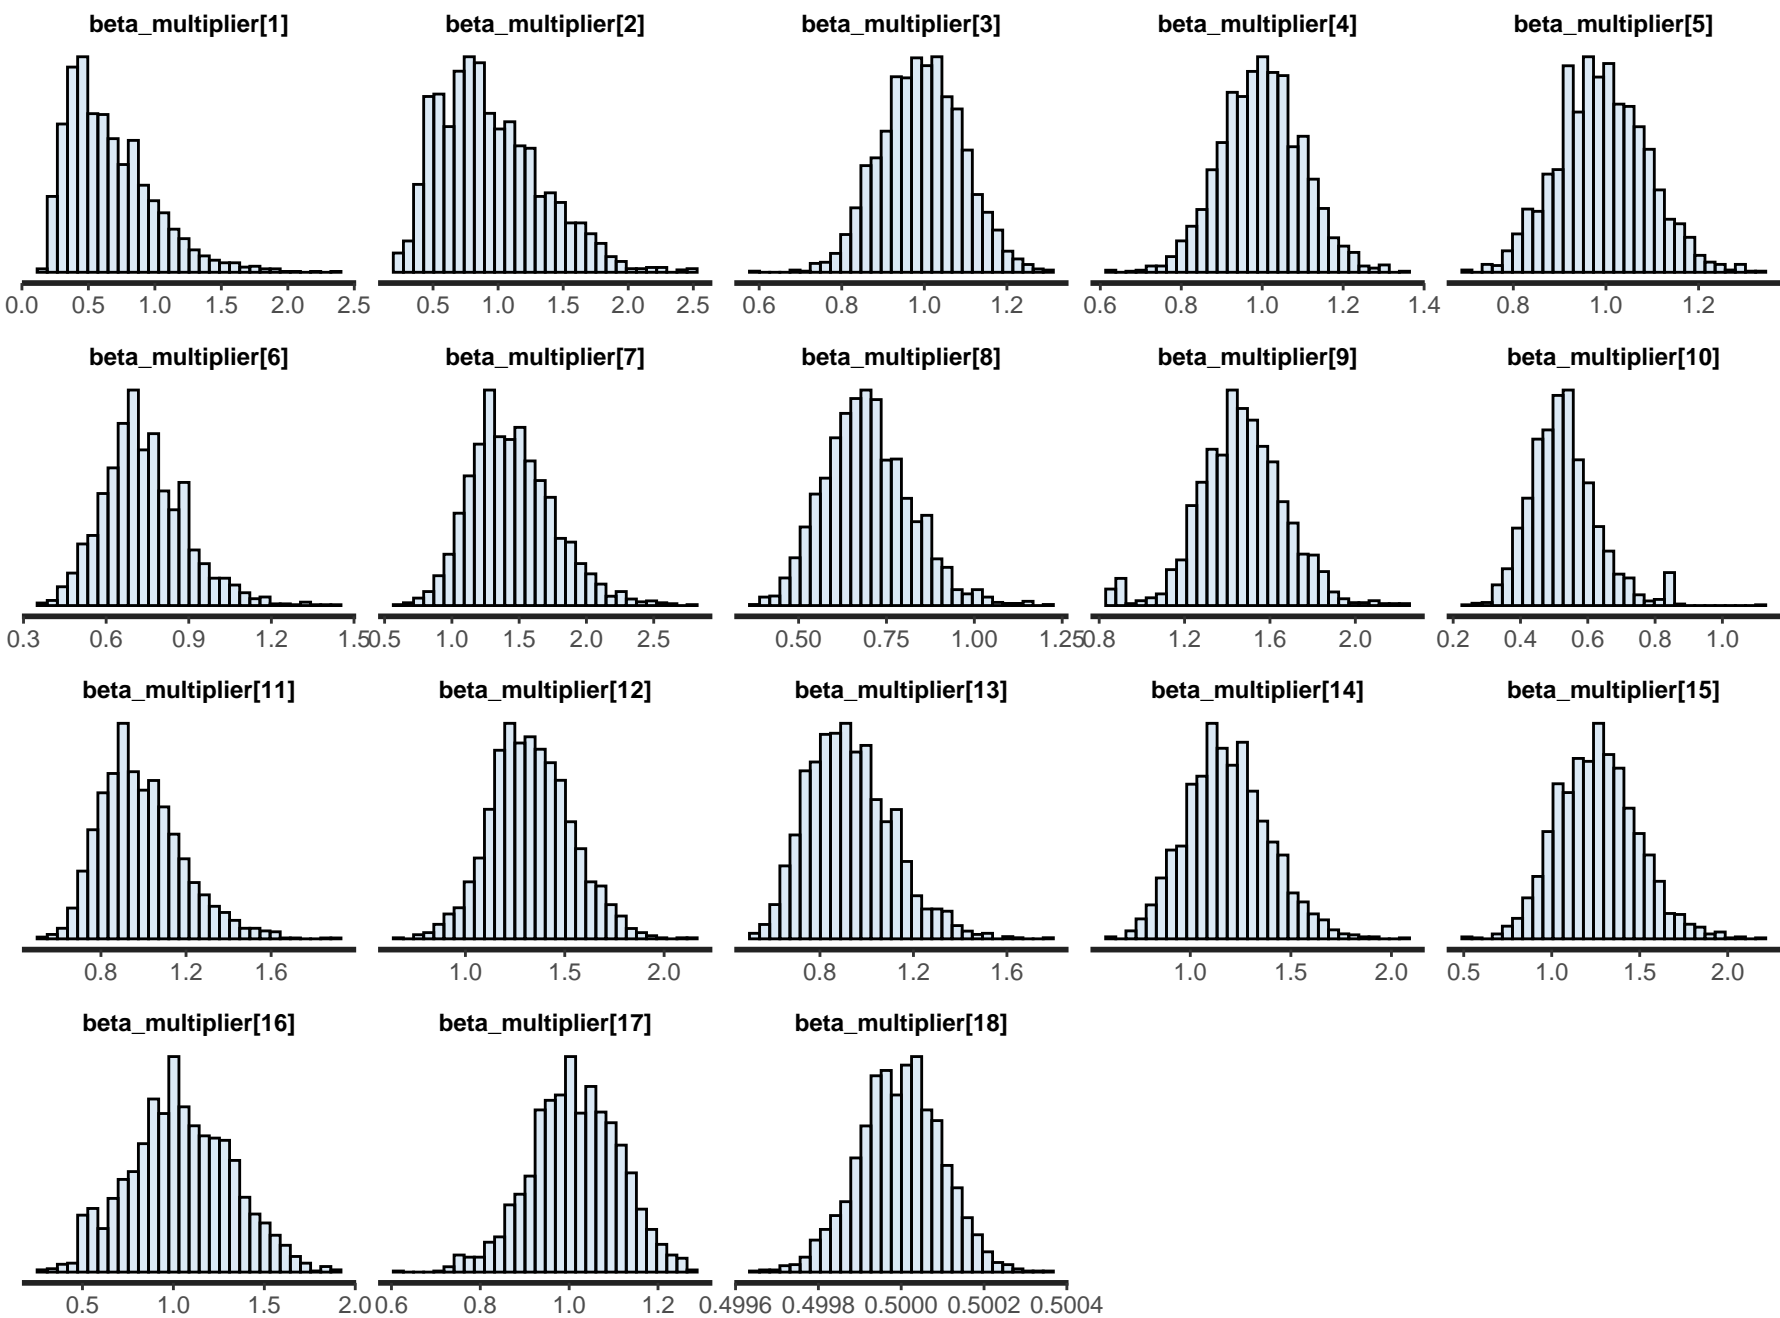 beta_multiplier[1] beta_multiplier[2] beta_multiplier[3] beta_multiplier[4] beta_multiplier[5]
0.0 0.5 1.0 1.5 2.0 2.5 0.5 1.0 1.5 2.0 2.5 0.6 0.8 1.0 1.2 0.6 0.8 1.0 1.2 1.4 0.8 1.0 1.2
beta_multiplier[6] beta_multiplier[7] beta_multiplier[8] beta_multiplier[9] beta_multiplier[10]
0.3 0.6 0.9 1.2 1.5 0.5 1.0 1.5 2.0 2.5 0.50 0.75 1.00 1.25 0.8 1.2 1.6 2.0 0.2 0.4 0.6 0.8 1.0
beta_multiplier[11] beta_multiplier[12] beta_multiplier[13] beta_multiplier[14] beta_multiplier[15]
0.8 1.2 1.6 1.0 1.5 2.0 0.8 1.2 1.6 1.0 1.5 2.0 0.5 1.0 1.5 2.0
beta_multiplier[16] beta_multiplier[17] beta_multiplier[18]
0.5 1.0 1.5 2.0 0.6 0.8 1.0 1.2 0.4996 0.4998 0.5000 0.5002 0.5004